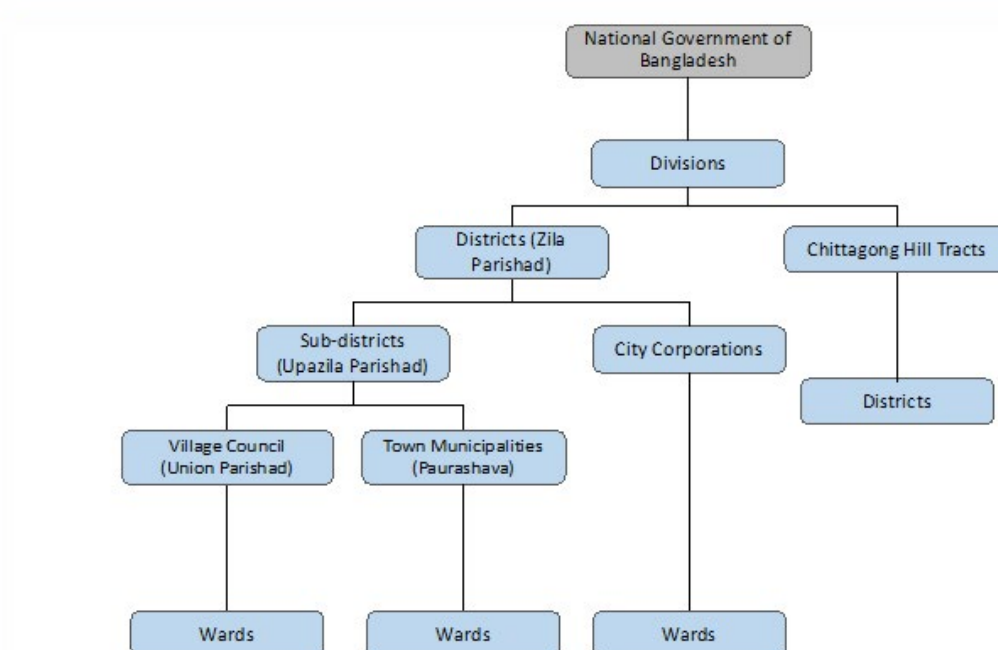 National Government of
Bangladesh
Divisions
Districts (Zila
Parishad)
Chittagong Hill Tracts
Sub-districts
(Upazila Parishad)
City Corporations
Districts
Village Council
(Union Parishad)
Town Municipalities
(Paurashava)
Wards
Wards
Wards